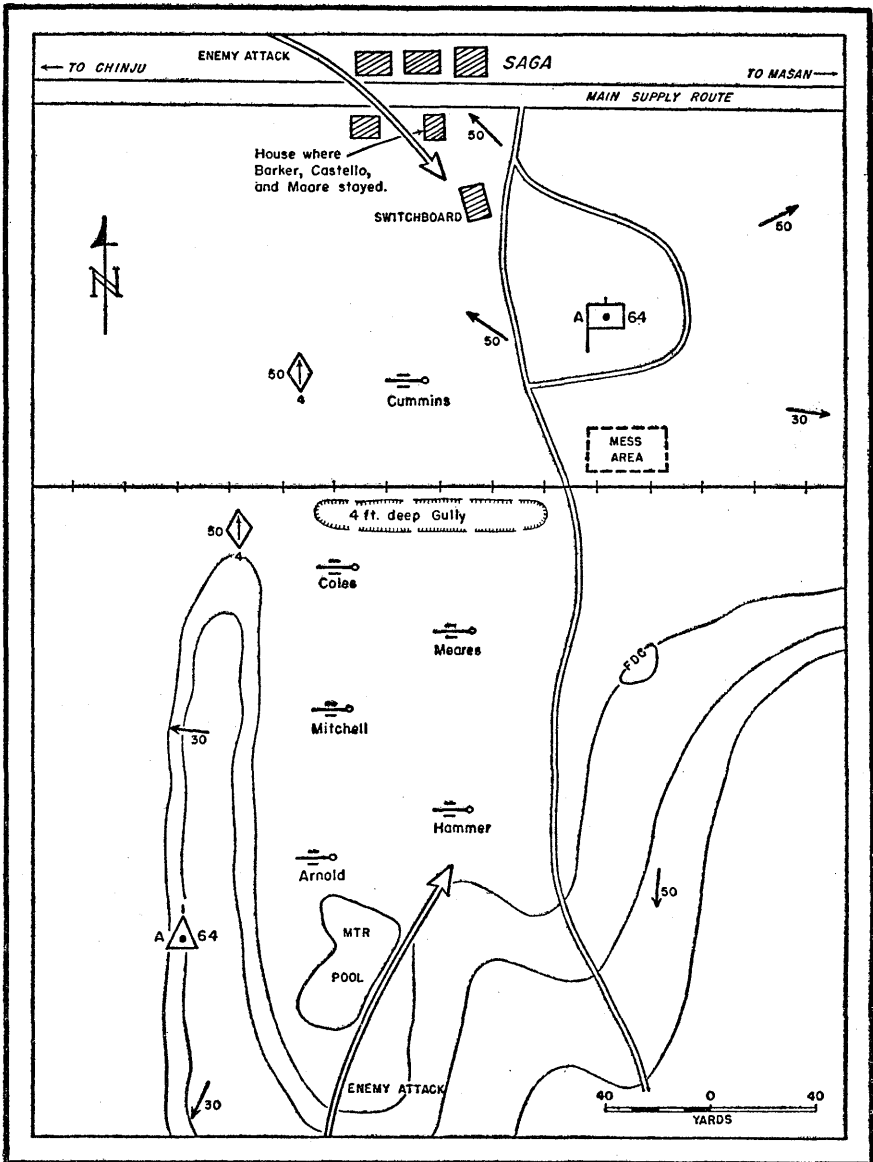 ENEMY ATTACK
SAGA
← TO CHINJU
TO MASAN →
MAIN SUPPLY ROUTE
50
House where
Barker, Castello,
and Moore stayed.
SWITCHBOARD
50
N
A 64
50
50
4
Cummins
30
MESS
AREA
4 ft. deep Gully
50
4
Coles
Meares
FDC
Mitchell
30
Hammer
Arnold
50
A 64
MTR
POOL
ENEMY ATTACK
30
40 0 40
YARDS